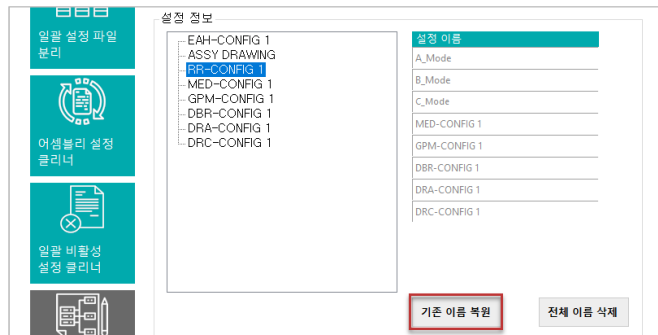 일괄 설정 파일
분리
어셈블리 설정
클리너
일괄 비활성
설정 클리너
설정 정보
EAH-CONFIG 1
ASSY DRAWING
RR-CONFIG 1
MED-CONFIG 1
GPM-CONFIG 1
DBR-CONFIG 1
DRA-CONFIG 1
DRC-CONFIG 1
설정 이름
A_Mode
B_Mode
C_Mode
MED-CONFIG 1
GPM-CONFIG 1
DBR-CONFIG 1
DRA-CONFIG 1
DRC-CONFIG 1
기존 이름 복원
전체 이름 삭제